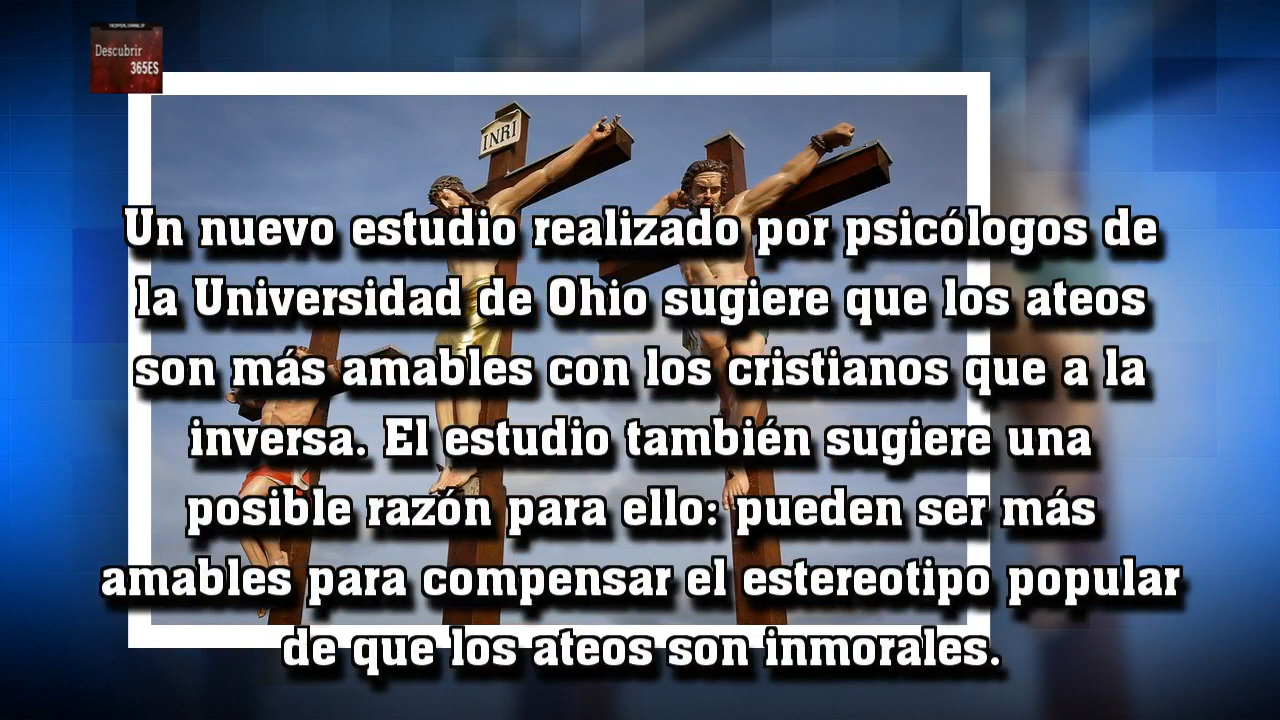 Descubrir
365ES
INRI
Un nuevo estudio realizado por psicólogos de
la Universidad de Ohio sugiere que los ateos
son más amables con los cristianos que a la
inversa. El estudio también sugiere una
posible razón para ello: pueden ser más
amables para compensar el estereotipo popular
de que los ateos son inmorales.